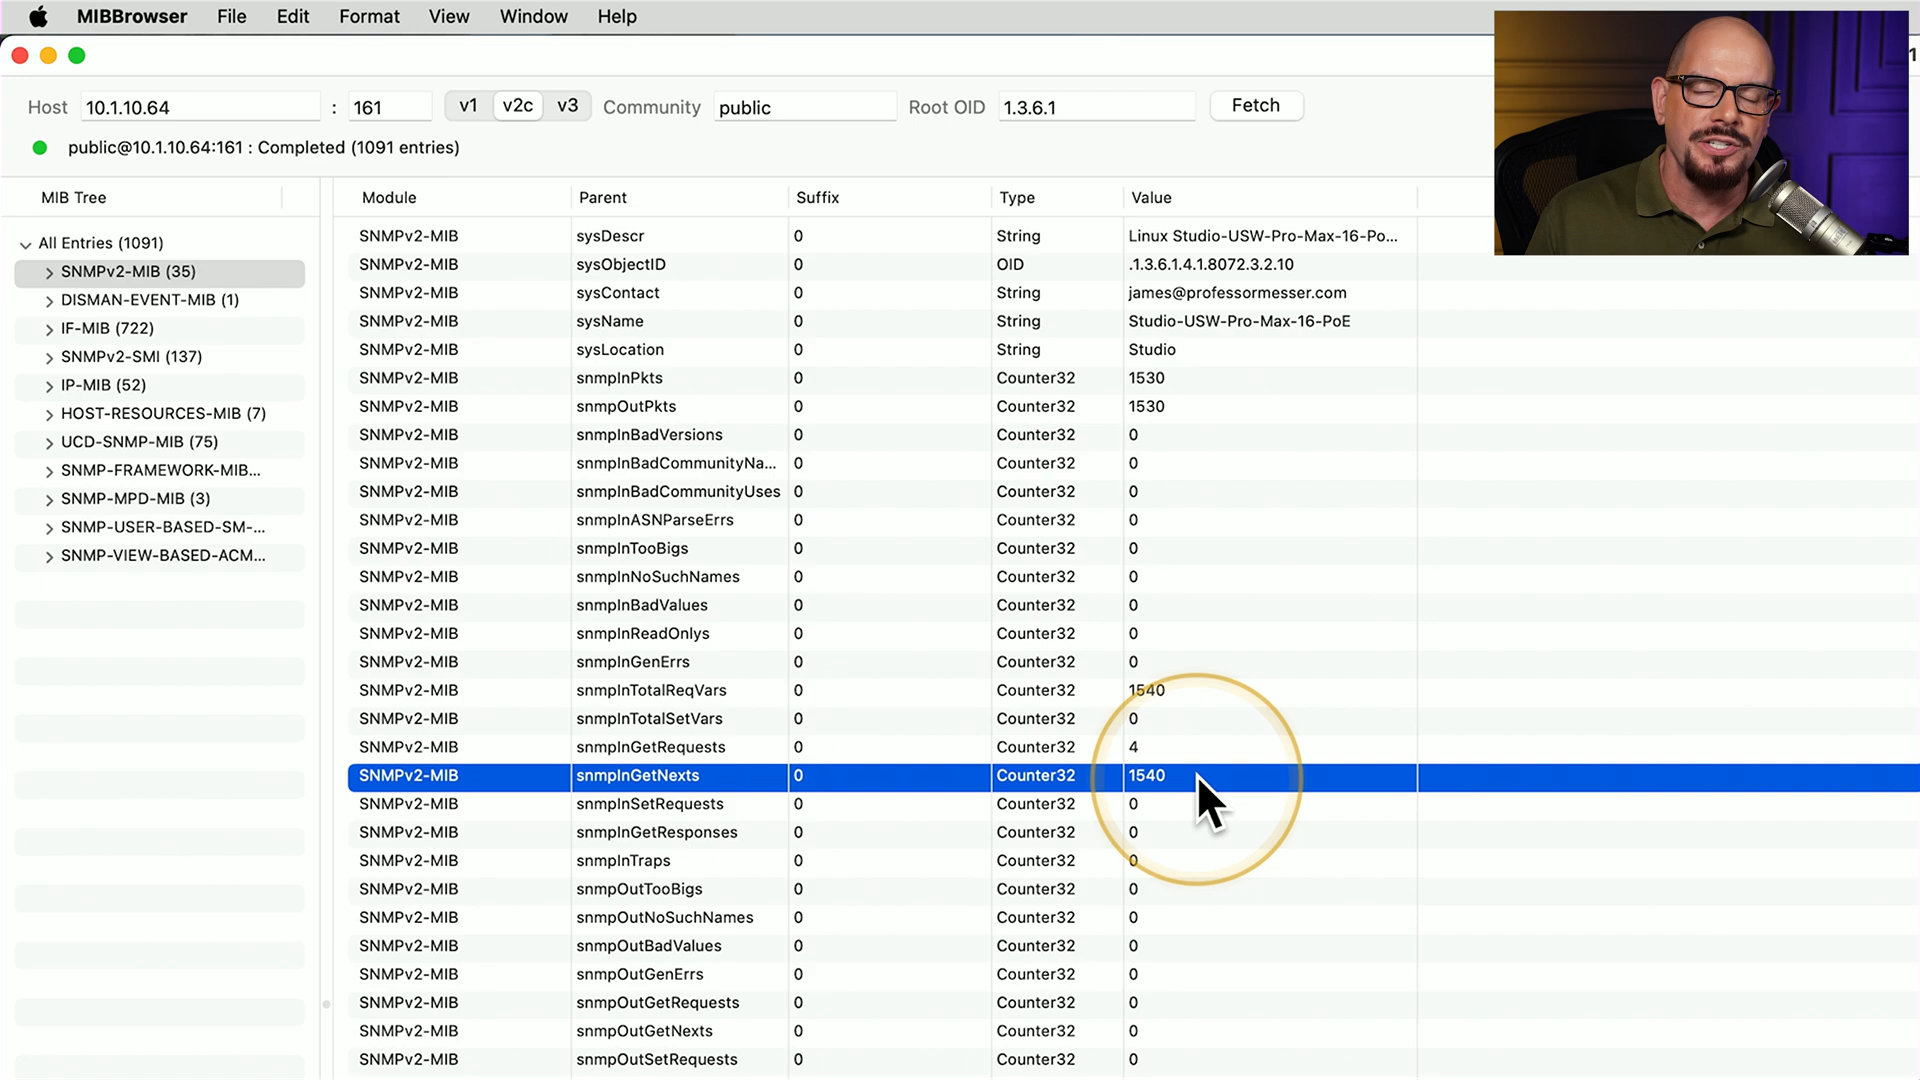 MIBBrowser File Edit Format View Window Help
Host 10.1.10.64 : 161 v1 v2c v3 Community public Root OID 1.3.6.1 Fetch
public@10.1.10.64:161 : Completed (1091 entries)
MIB Tree
All Entries (1091)
SNMPv2-MIB (35)
DISMAN-EVENT-MIB (1)
IF-MIB (722)
SNMPv2-SMI (137)
IP-MIB (52)
HOST-RESOURCES-MIB (7)
UCD-SNMP-MIB (75)
SNMP-FRAMEWORK-MIB...
SNMP-MPD-MIB (3)
SNMP-USER-BASED-SM-...
SNMP-VIEW-BASED-ACM...
Module Parent Suffix Type Value
SNMPv2-MIB sysDescr 0 String Linux Studio-USW-Pro-Max-16-Po...
SNMPv2-MIB sysObjectID 0 OID .1.3.6.1.4.1.8072.3.2.10
SNMPv2-MIB sysContact 0 String james@professormesser.com
SNMPv2-MIB sysName 0 String Studio-USW-Pro-Max-16-PoE
SNMPv2-MIB sysLocation 0 String Studio
SNMPv2-MIB snmpInPkts 0 Counter32 1530
SNMPv2-MIB snmpOutPkts 0 Counter32 1530
SNMPv2-MIB snmpInBadVersions 0 Counter32 0
SNMPv2-MIB snmpInBadCommunityNa... 0 Counter32 0
SNMPv2-MIB snmpInBadCommunityUses 0 Counter32 0
SNMPv2-MIB snmpInASNParseErrs 0 Counter32 0
SNMPv2-MIB snmpInTooBigs 0 Counter32 0
SNMPv2-MIB snmpInNoSuchNames 0 Counter32 0
SNMPv2-MIB snmpInBadValues 0 Counter32 0
SNMPv2-MIB snmpInReadOnlys 0 Counter32 0
SNMPv2-MIB snmpInGenErrs 0 Counter32 0
SNMPv2-MIB snmpInTotalReqVars 0 Counter32 1540
SNMPv2-MIB snmpInTotalSetVars 0 Counter32 0
SNMPv2-MIB snmpInGetRequests 0 Counter32 4
SNMPv2-MIB snmpInGetNexts 0 Counter32 1540
SNMPv2-MIB snmpInSetRequests 0 Counter32 0
SNMPv2-MIB snmpInGetResponses 0 Counter32 0
SNMPv2-MIB snmpInTraps 0 Counter32 0
SNMPv2-MIB snmpOutTooBigs 0 Counter32 0
SNMPv2-MIB snmpOutNoSuchNames 0 Counter32 0
SNMPv2-MIB snmpOutBadValues 0 Counter32 0
SNMPv2-MIB snmpOutGenErrs 0 Counter32 0
SNMPv2-MIB snmpOutGetRequests 0 Counter32 0
SNMPv2-MIB snmpOutGetNexts 0 Counter32 0
SNMPv2-MIB snmpOutSetRequests 0 Counter32 0